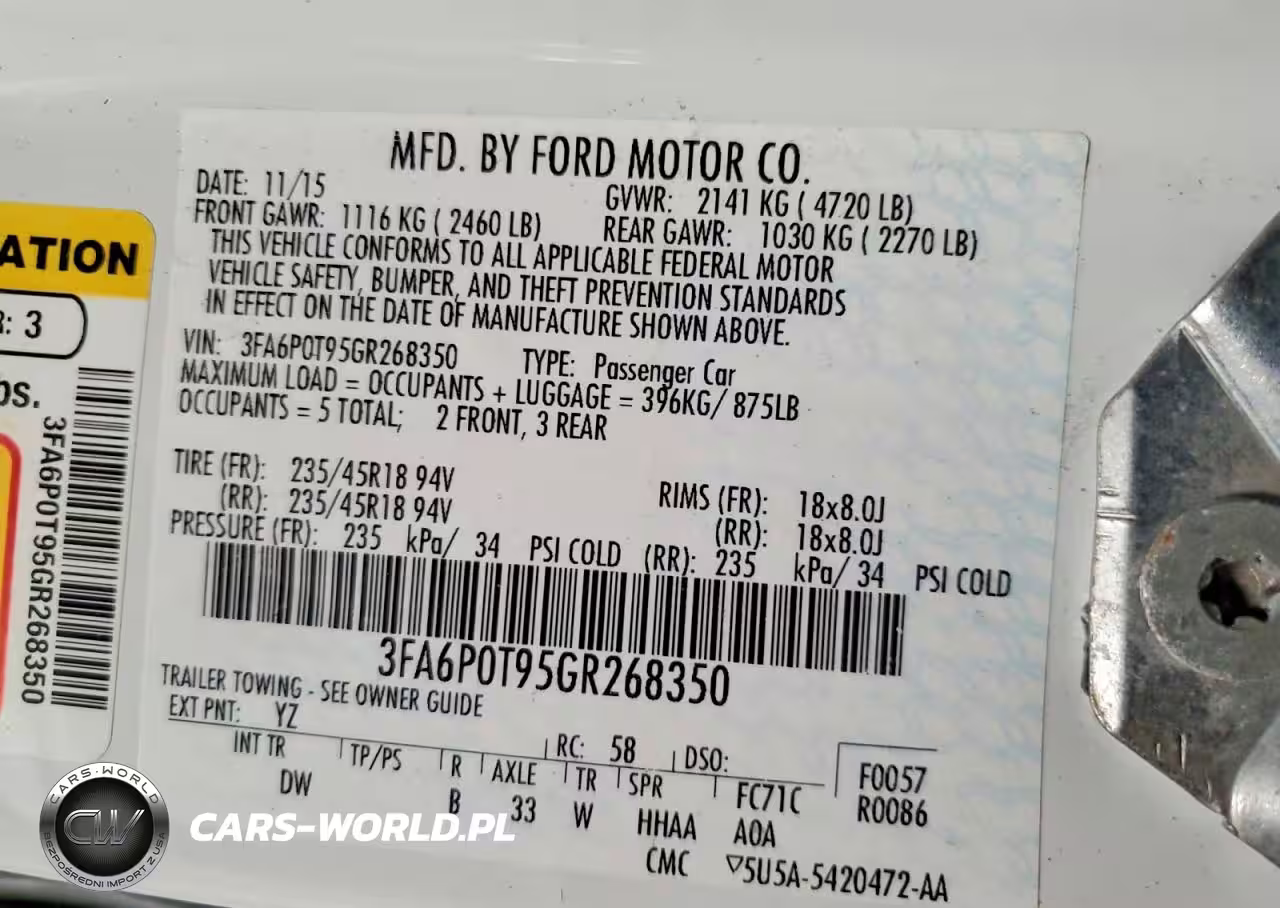 MFD. BY FORD MOTOR CO.
DATE: 11/15 GVWR: 2141 KG ( 4720 LB)
FRONT GAWR: 1116 KG ( 2460 LB) REAR GAWR: 1030 KG ( 2270 LB)
THIS VEHICLE CONFORMS TO ALL APPLICABLE FEDERAL MOTOR
VEHICLE SAFETY, BUMPER, AND THEFT PREVENTION STANDARDS
IN EFFECT ON THE DATE OF MANUFACTURE SHOWN ABOVE.
VIN: 3FA6P0T95GR268350 TYPE: Passenger Car
MAXIMUM LOAD = OCCUPANTS + LUGGAGE = 396KG/ 875LB
OCCUPANTS = 5 TOTAL; 2 FRONT, 3 REAR
TIRE (FR): 235/45R18 94V RIMS (FR): 18x8.0J
(RR): 235/45R18 94V (RR): 18x8.0J
PRESSURE (FR): 235 kPa/ 34 PSI COLD (RR): 235 kPa/ 34 PSI COLD
3FA6P0T95GR268350
TRAILER TOWING - SEE OWNER GUIDE
EXT PNT: YZ RC: 58 DSO: F0057
INT TR TP/PS R AXLE TR SPR FC71C R0086
DW B 33 W HHAA A0A
CMC ▽5U5A-5420472-AA
ATION
R: 3
bs.
3FA6P0T95GR268350
CARS-WORLD
CW
BEZPOŚREDNI IMPORT Z USA
CARS-WORLD.PL